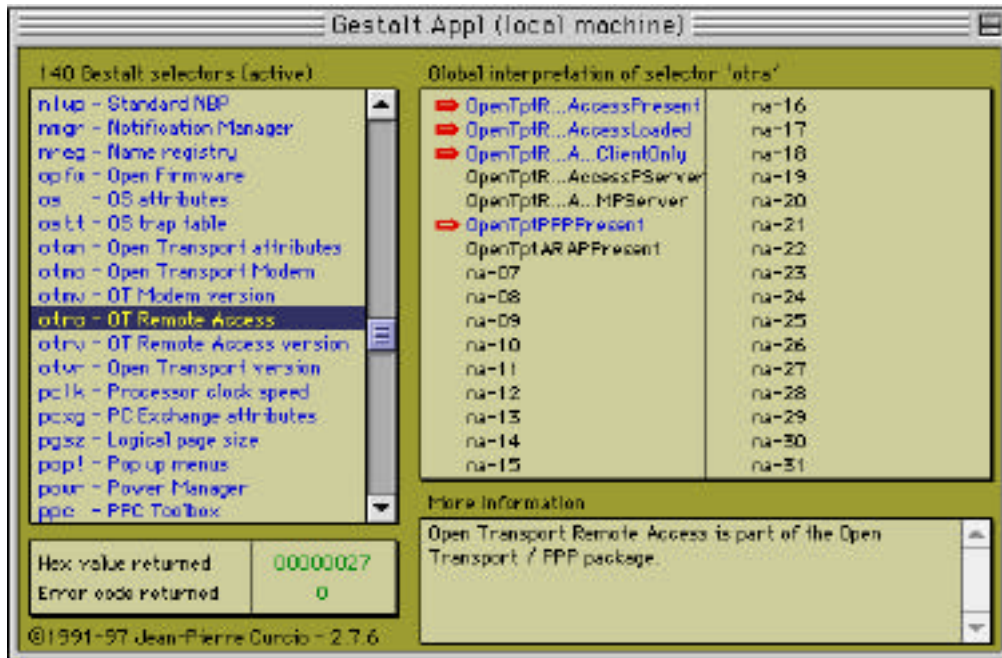 Gestalt.Appl (local machine)
140 Gestalt selectors (active)
nlup - Standard NBP
nmgr - Notification Manager
nreg - Name registry
opfw - Open Firmware
os - OS attributes
ostt - OS trap table
otan - Open Transport attributes
otmo - Open Transport Modem
otmv - OT Modem version
otra - OT Remote Access
otrv - OT Remote Access version
otvr - Open Transport version
pclk - Processor clock speed
pcxg - PC Exchange attributes
pgsz - Logical page size
pop! - Pop up menus
powr - Power Manager
ppc - PPC Toolbox
Hex value returned 00000027
Error code returned 0
©1991-97 Jean-Pierre Curcio - 2.7.6
Global interpretation of selector 'otra'
OpenTptR...AccessPresent
OpenTptR...AccessLoaded
OpenTptR...A...ClientOnly
OpenTptR...AccessPServer
OpenTptR...A...MPServer
OpenTptPPPPresent
OpenTptARAPPresent
na-07
na-08
na-09
na-10
na-11
na-12
na-13
na-14
na-15
na-16
na-17
na-18
na-19
na-20
na-21
na-22
na-23
na-24
na-25
na-26
na-27
na-28
na-29
na-30
na-31
More information
Open Transport Remote Access is part of the Open
Transport / PPP package.